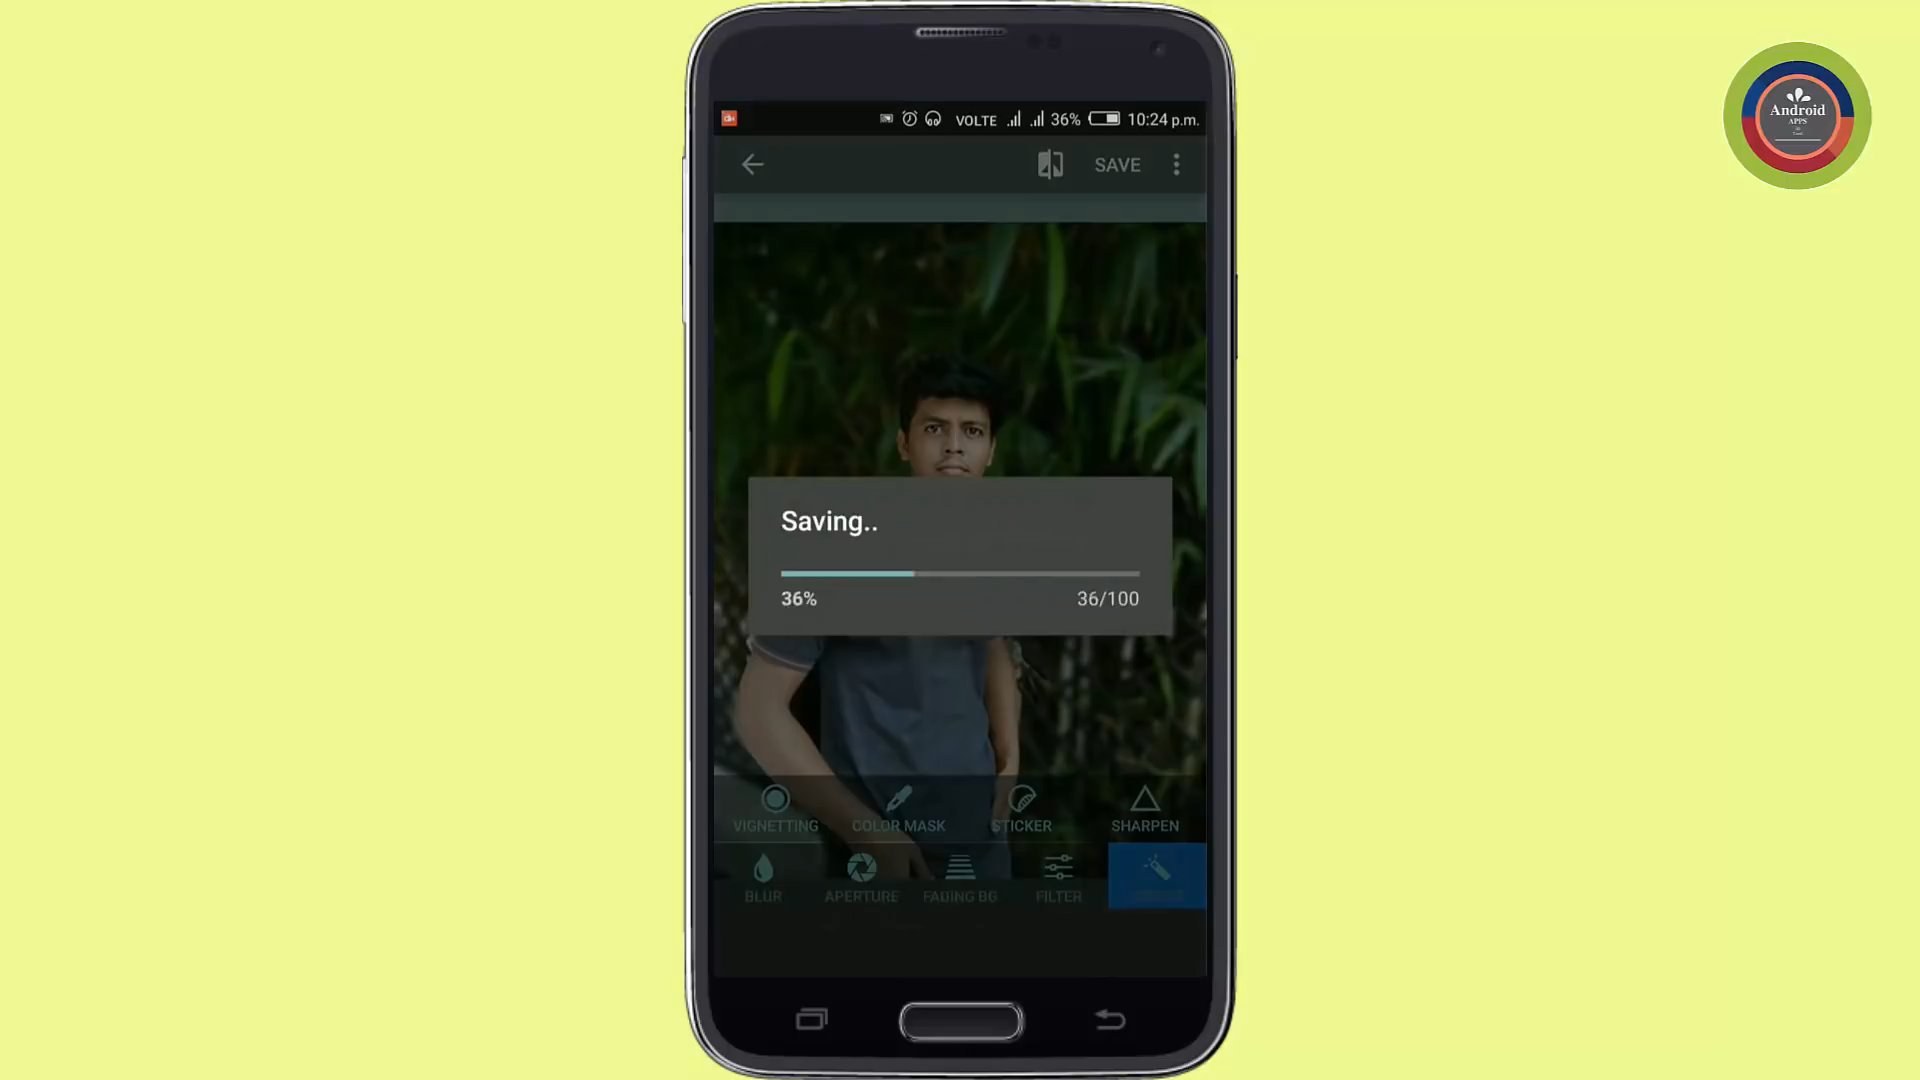 VOLTE 36% 10:24 p.m.
Android
APPS
SAVE
Saving..
36% 36/100
VIGNETTING COLOR MASK STICKER SHARPEN
BLUR APERTURE FADING BG FILTER